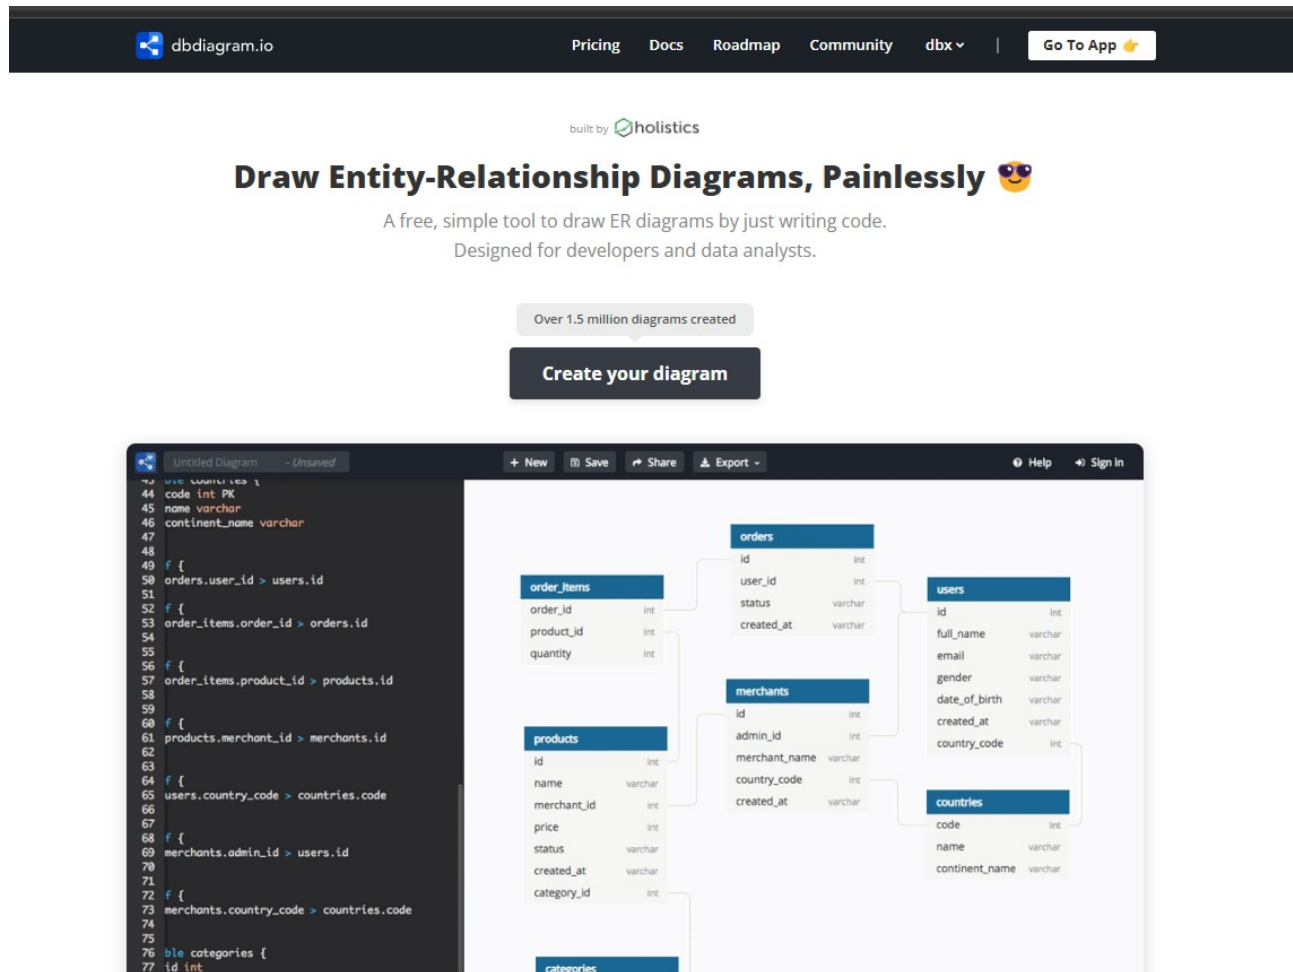 dbdiagram.io
Pricing Docs Roadmap Community dbx | Go To App
built by holistics
Draw Entity-Relationship Diagrams, Painlessly
A free, simple tool to draw ER diagrams by just writing code.
Designed for developers and data analysts.
Over 1.5 million diagrams created
Create your diagram
Untitled Diagram - Unsaved
+ New Save Share Export
Help Sign in
43 ble countries {
44 code int PK
45 name varchar
46 continent_name varchar
47
48
49 f {
50 orders.user_id > users.id
51
52 f {
53 order_items.order_id > orders.id
54
55
56 f {
57 order_items.product_id > products.id
58
59
60 f {
61 products.merchant_id > merchants.id
62
63
64 f {
65 users.country_code > countries.code
66
67
68 f {
69 merchants.admin_id > users.id
70
71
72 f {
73 merchants.country_code > countries.code
74
75
76 ble categories {
77 id int
order_items
order_id int
product_id int
quantity int
orders
id int
user_id int
status varchar
created_at varchar
users
id int
full_name varchar
email varchar
gender varchar
date_of_birth varchar
created_at varchar
country_code int
merchants
id int
admin_id int
merchant_name varchar
country_code int
created_at varchar
products
id int
name varchar
merchant_id int
price int
status varchar
created_at varchar
category_id int
countries
code int
name varchar
continent_name varchar
categories